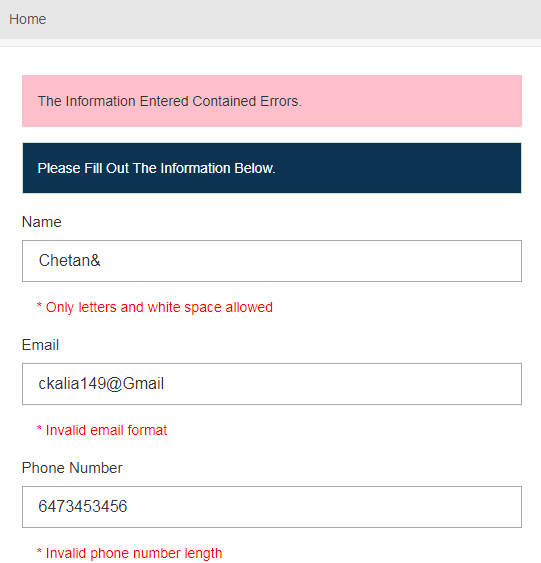 Home
The Information Entered Contained Errors.
Please Fill Out The Information Below.
Name
Chetan&
* Only letters and white space allowed
Email
ckalia149@Gmail
* Invalid email format
Phone Number
6473453456
* Invalid phone number length